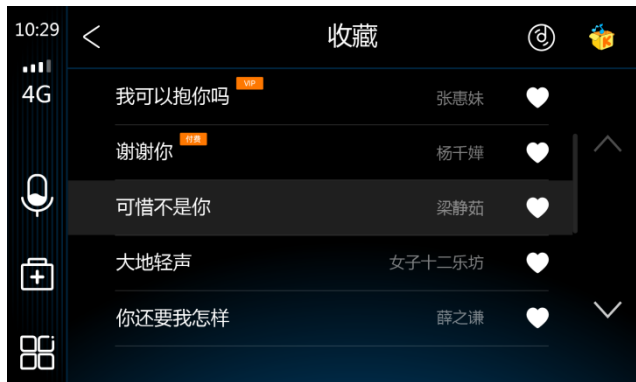 10:29
收藏
4G
我可以抱你吗 VIP 张惠妹
谢谢你 付费 杨千嬅
可惜不是你 梁静茹
大地轻声 女子十二乐坊
你还要我怎样 薛之谦